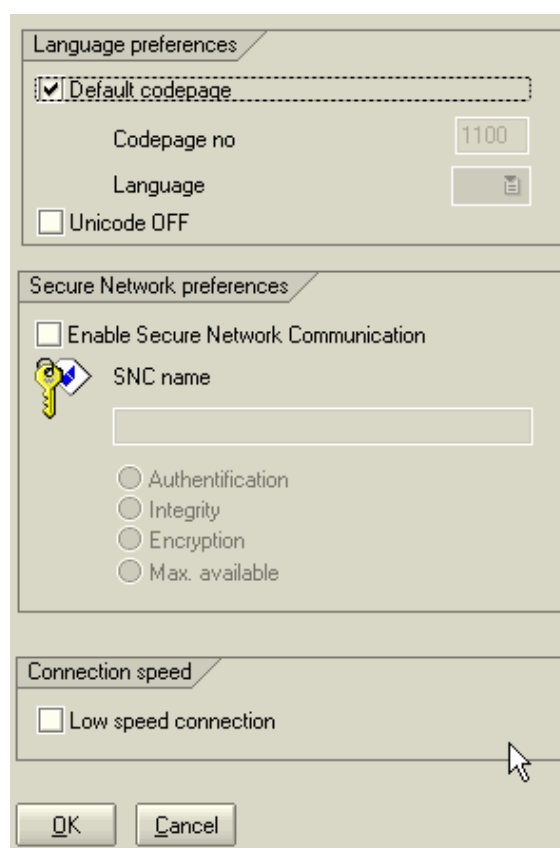 Language preferences
Default codepage
Codepage no 1100
Language
Unicode OFF
Secure Network preferences
Enable Secure Network Communication
SNC name
Authentification
Integrity
Encryption
Max. available
Connection speed
Low speed connection
OK Cancel